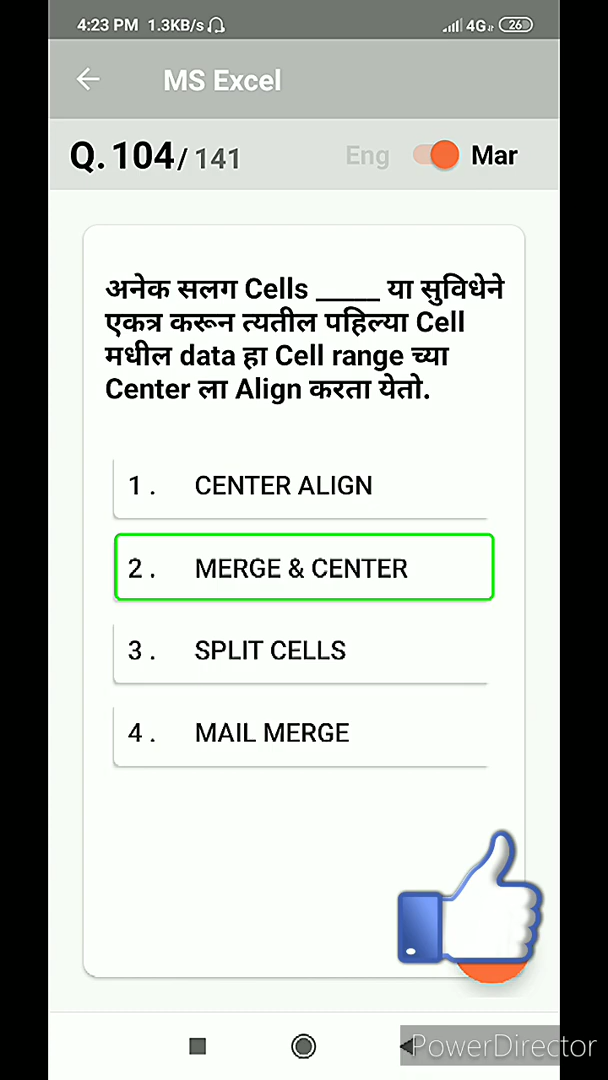 4:23 PM 1.3KB/s 4G 26
MS Excel
Q. 104/ 141 Eng Mar
अनेक सलग Cells _____ या सुविधेने
एकत्र करून त्यतील पहिल्या Cell
मधील data हा Cell range च्या
Center ला Align करता येतो.
1. CENTER ALIGN
2. MERGE & CENTER
3. SPLIT CELLS
4. MAIL MERGE
PowerDirector